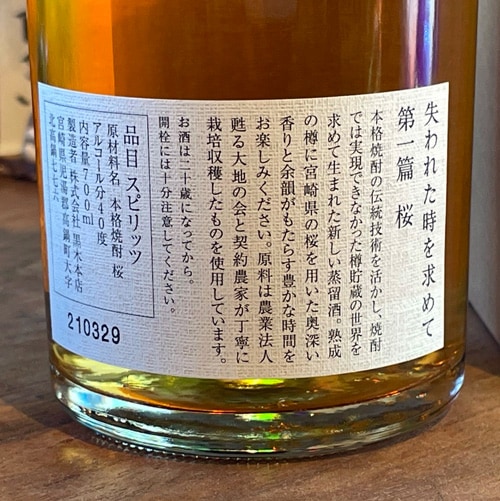 失われた時を求めて
第一篇 桜
本格焼酎の伝統技術を活かし、焼酎
では実現できなかった樽貯蔵の世界を
求めて生まれた新しい蒸留酒。熟成
の樽に宮崎県の桜を用いた奥深い
香りと余韻がもたらす豊かな時間を
お楽しみください。原料は農業法人
甦る大地の会と契約農家が丁寧に
栽培収穫したものを使用しています。
お酒は二十歳になってから。
開栓には十分注意してください。
品目 スピリッツ
原材料名 本格焼酎 桜
アルコール分40度
内容量700ml
製造者 株式会社 黒木本店
宮崎県児湯郡高鍋町大字
北高鍋七七六
210329